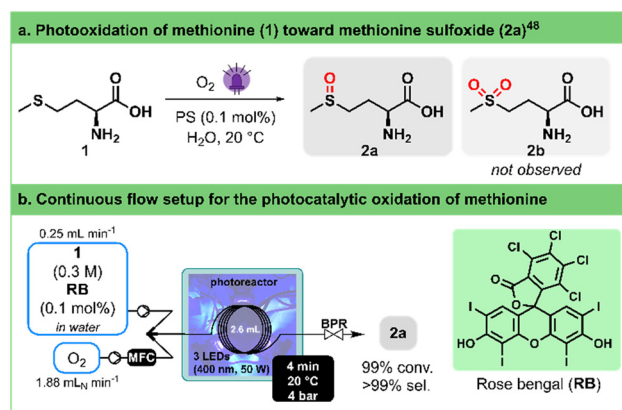 a. Photooxidation of methionine (1) toward methionine sulfoxide (2a)48
S
O
OH
NH2
1
O2
PS (0.1 mol%)
H2O, 20 °C
O
S
O
OH
NH2
2a
O O
S
O
OH
NH2
2b
not observed
b. Continuous flow setup for the photocatalytic oxidation of methionine
0.25 mL min-1
1
(0.3 M)
RB
(0.1 mol%)
in water
O2
MFC
1.88 mLN min-1
photoreactor
2.6 mL
3 LEDs
(400 nm, 50 W)
4 min
20 °C
4 bar
BPR
2a
99% conv.
>99% sel.
Cl
Cl
Cl
Cl
O
O
I
I
HO
O
OH
I
I
Rose bengal (RB)